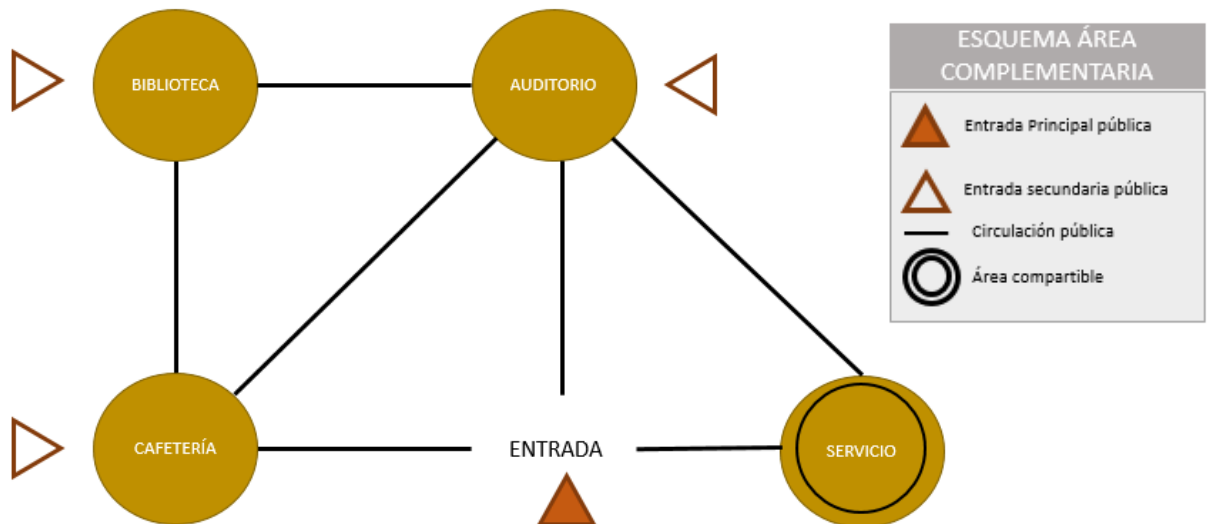 BIBLIOTECA
AUDITORIO
ESQUEMA ÁREA
COMPLEMENTARIA
Entrada Principal pública
Entrada secundaria pública
Circulación pública
Área compartible
CAFETERÍA
ENTRADA
SERVICIO